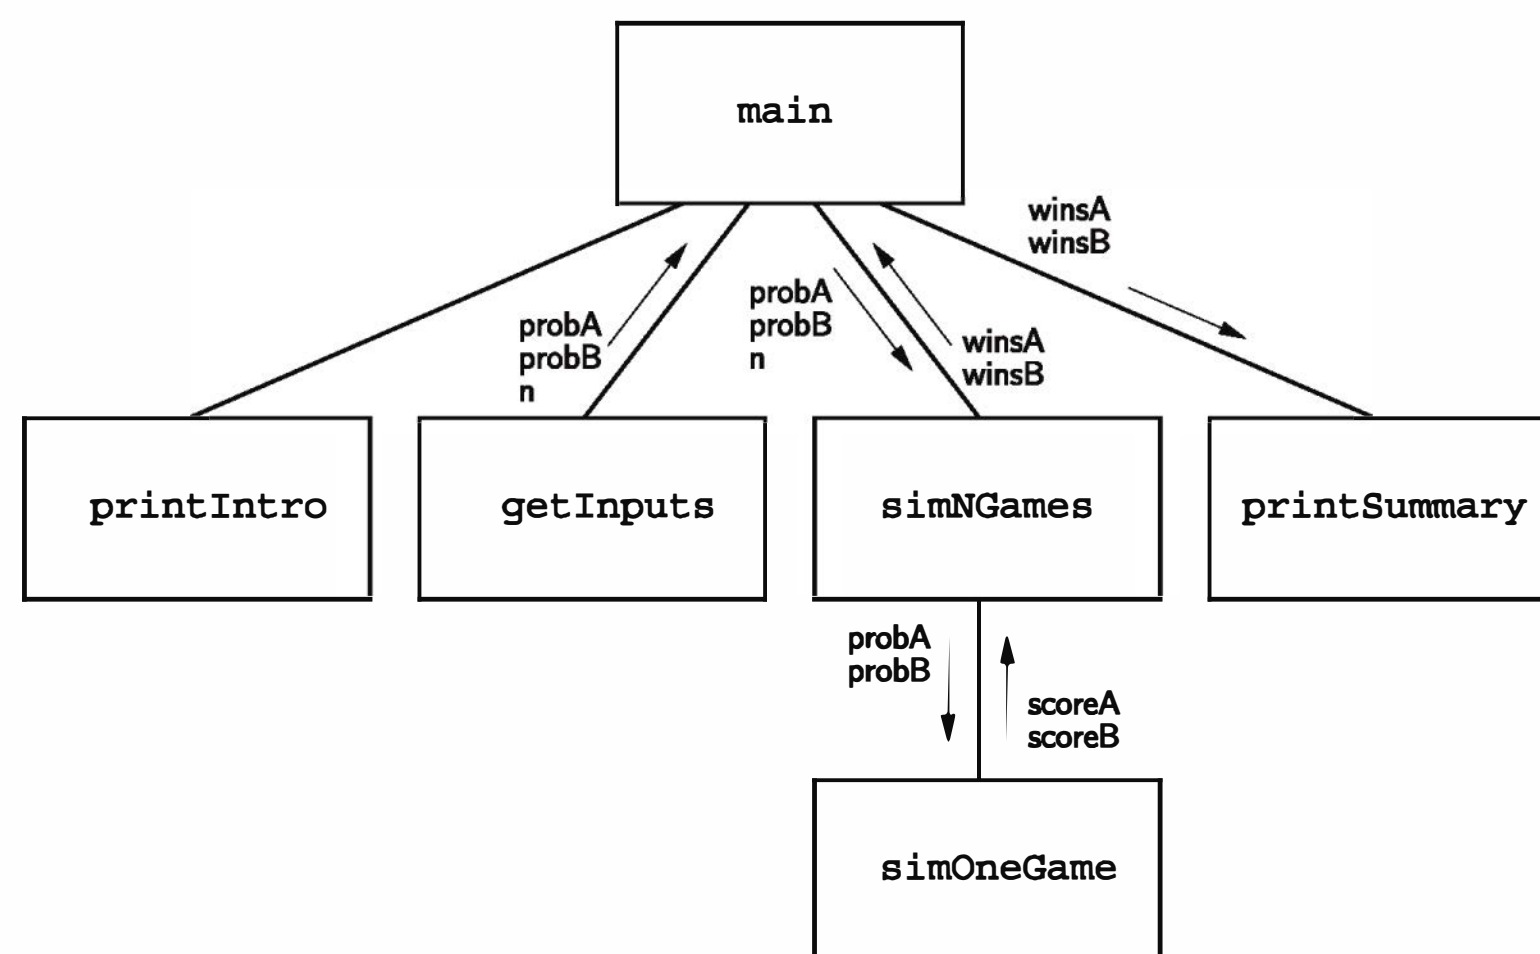 main
winsA
winsB
probA
probB
n
probA
probB
n
winsA
winsB
printIntro
getInputs
simNGames
printSummary
probA
probB
scoreA
scoreB
simOneGame